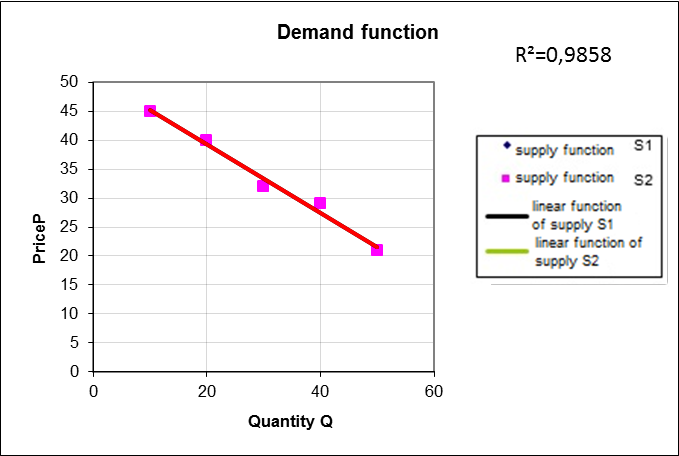 Demand function
R²=0,9858
50
45
40
35
30
25
20
15
10
5
0
PriceP
0 20 40 60
Quantity Q
supply function S1
supply function S2
linear function
of supply S1
linear function of
supply S2